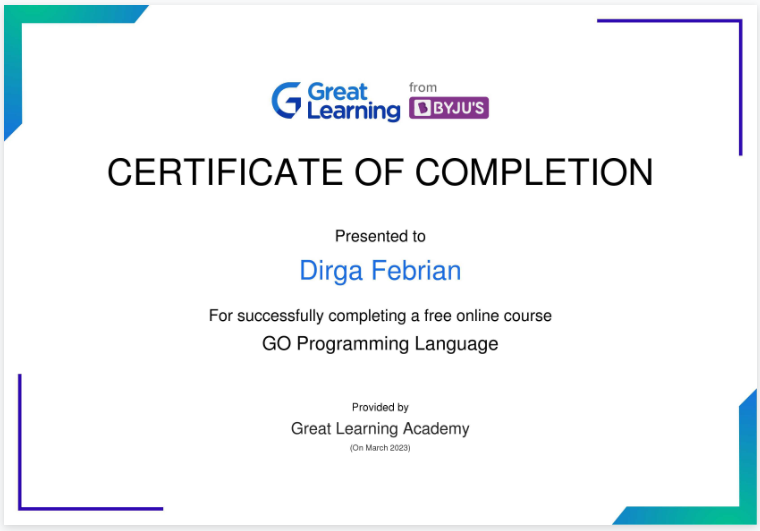 Great Learning
from
BYJU'S
CERTIFICATE OF COMPLETION
Presented to
Dirga Febrian
For successfully completing a free online course
GO Programming Language
Provided by
Great Learning Academy
(On March 2023)